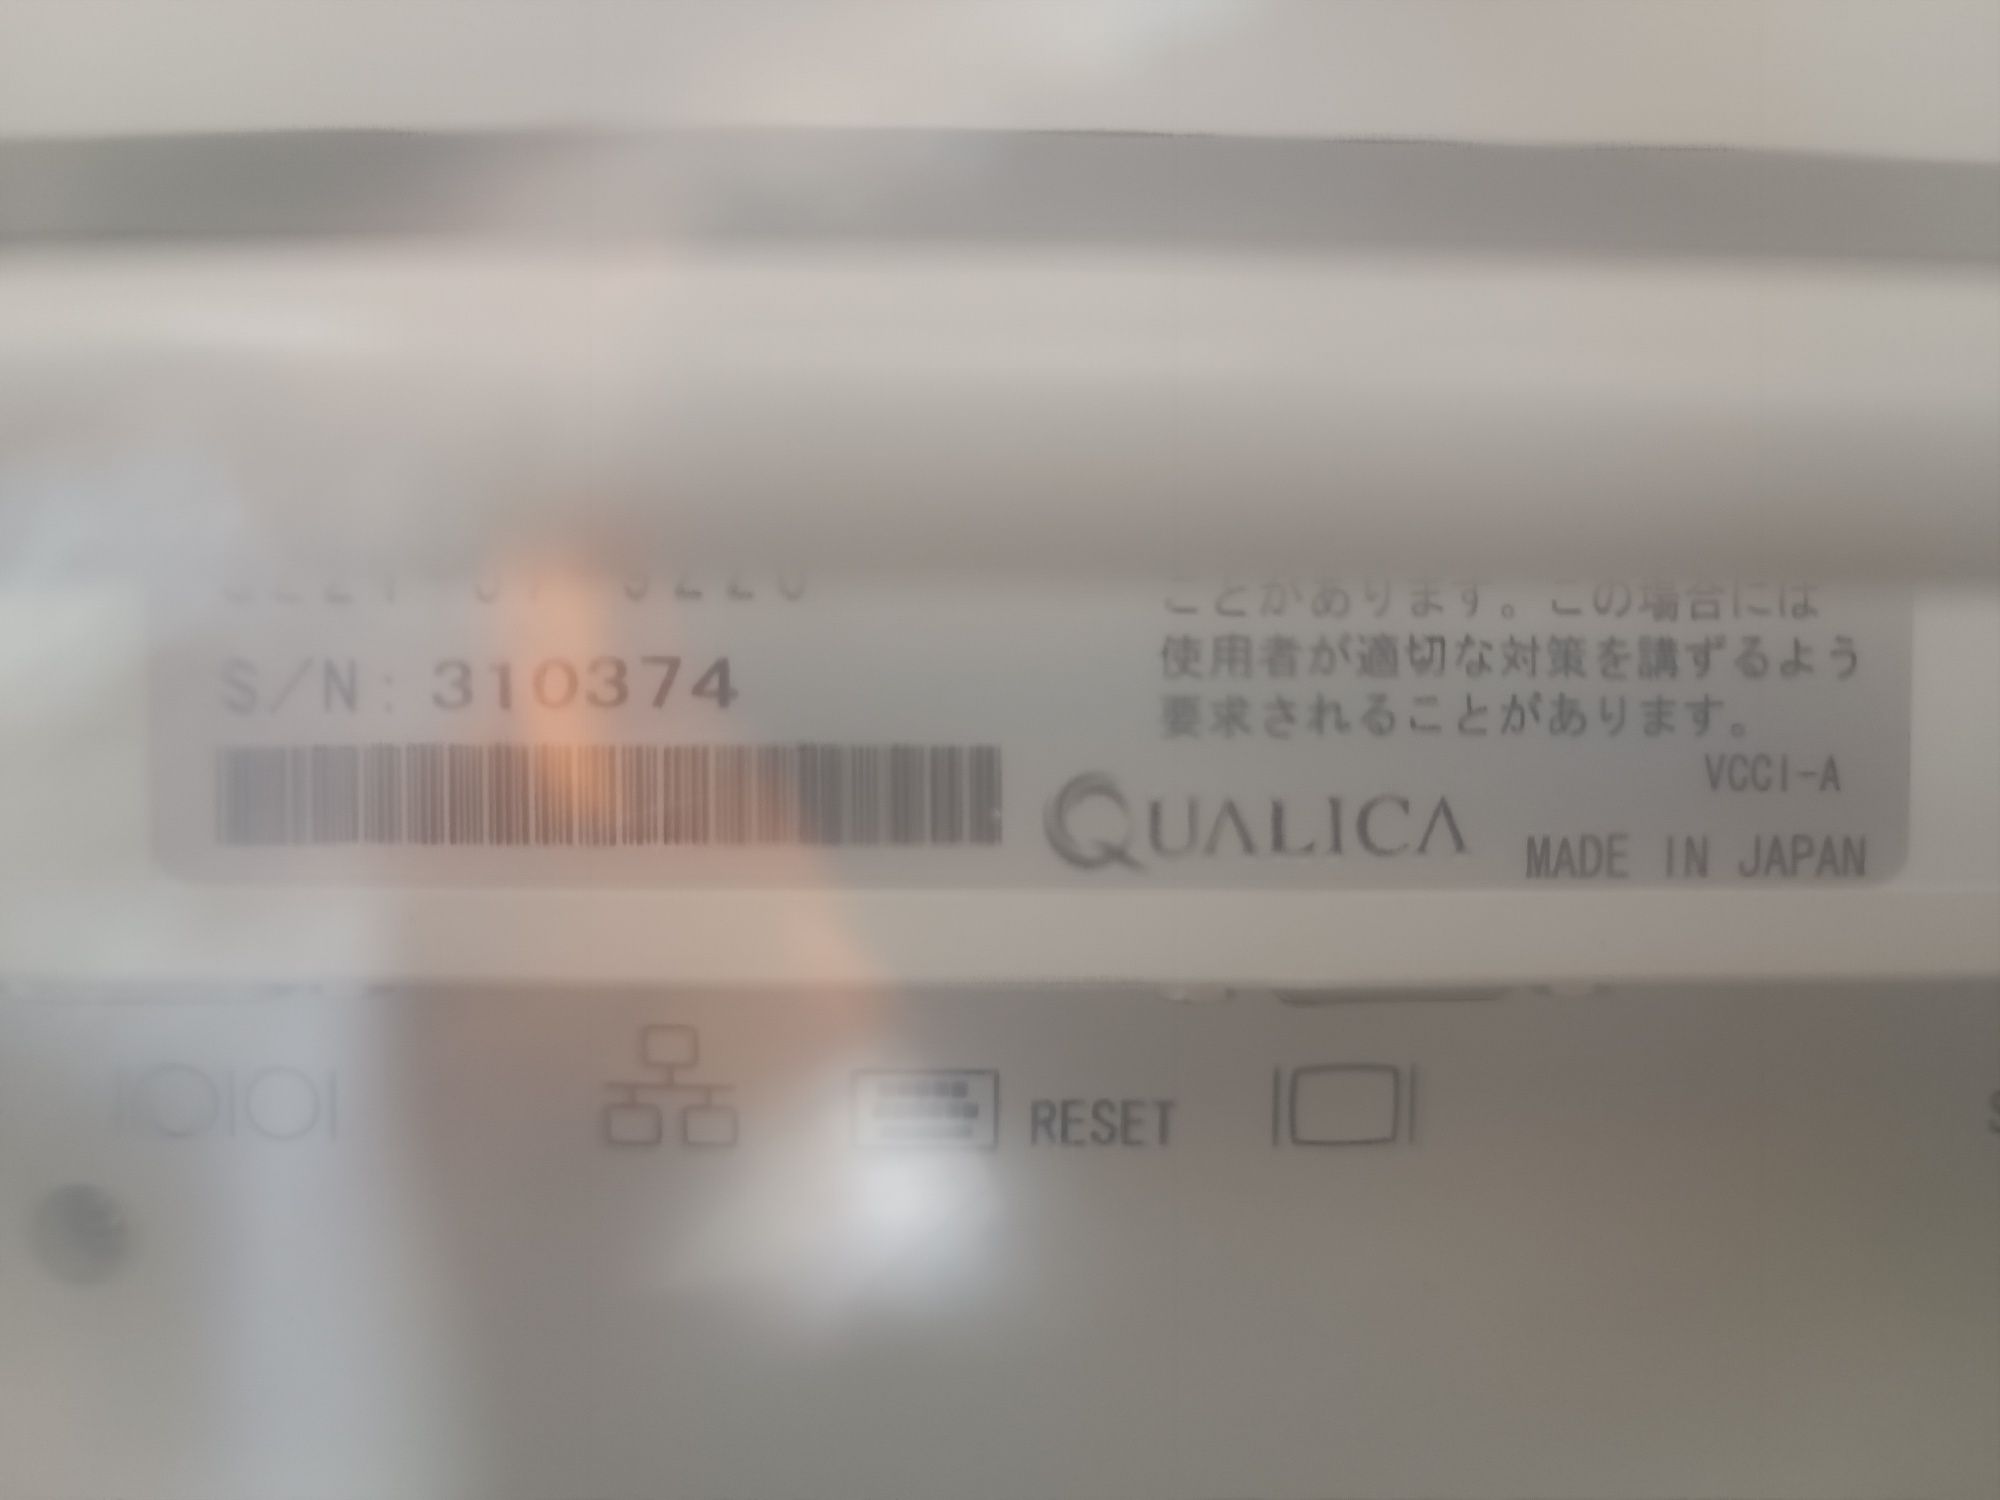 S/N: 310374
ことがあります。この場合には
使用者が適切な対策を講ずるよう
要求されることがあります。
VCCI-A
QUALICA
MADE IN JAPAN
RESET